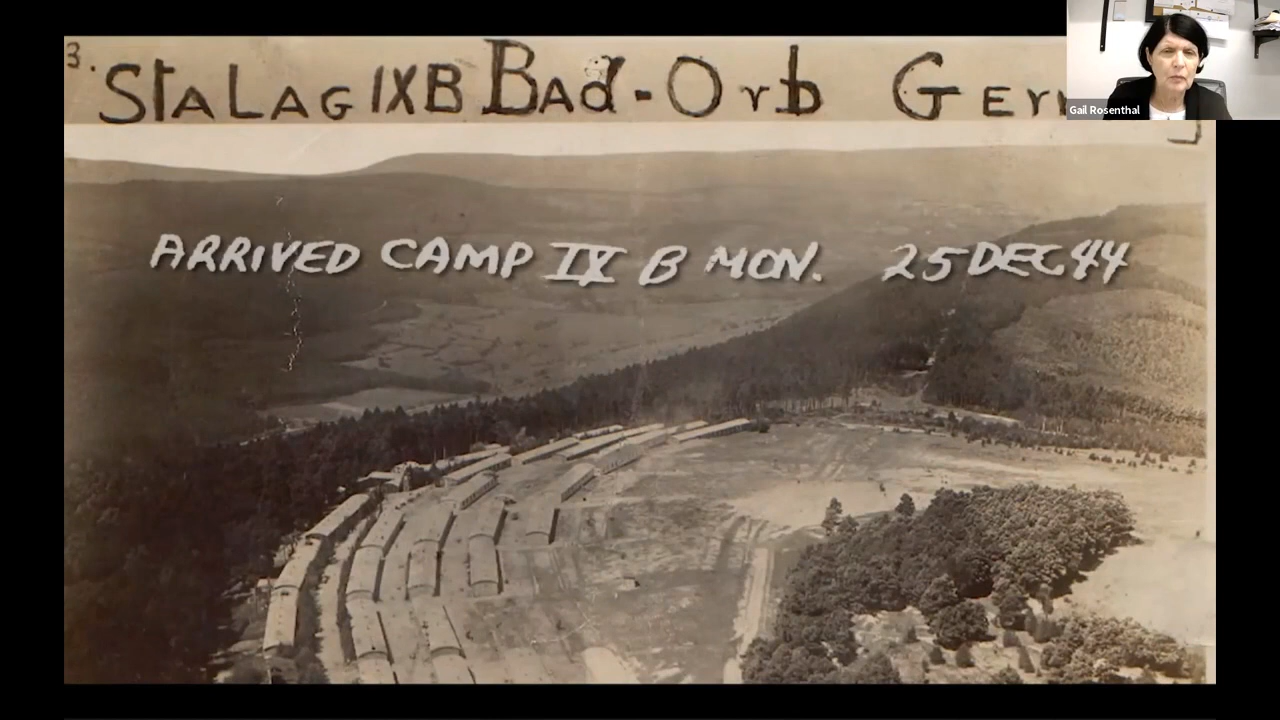 3.
StaLAG IXB BAd-Orb Ger
ARRIVED CAMP IX B MON. 25 DEC 44
Gail Rosenthal